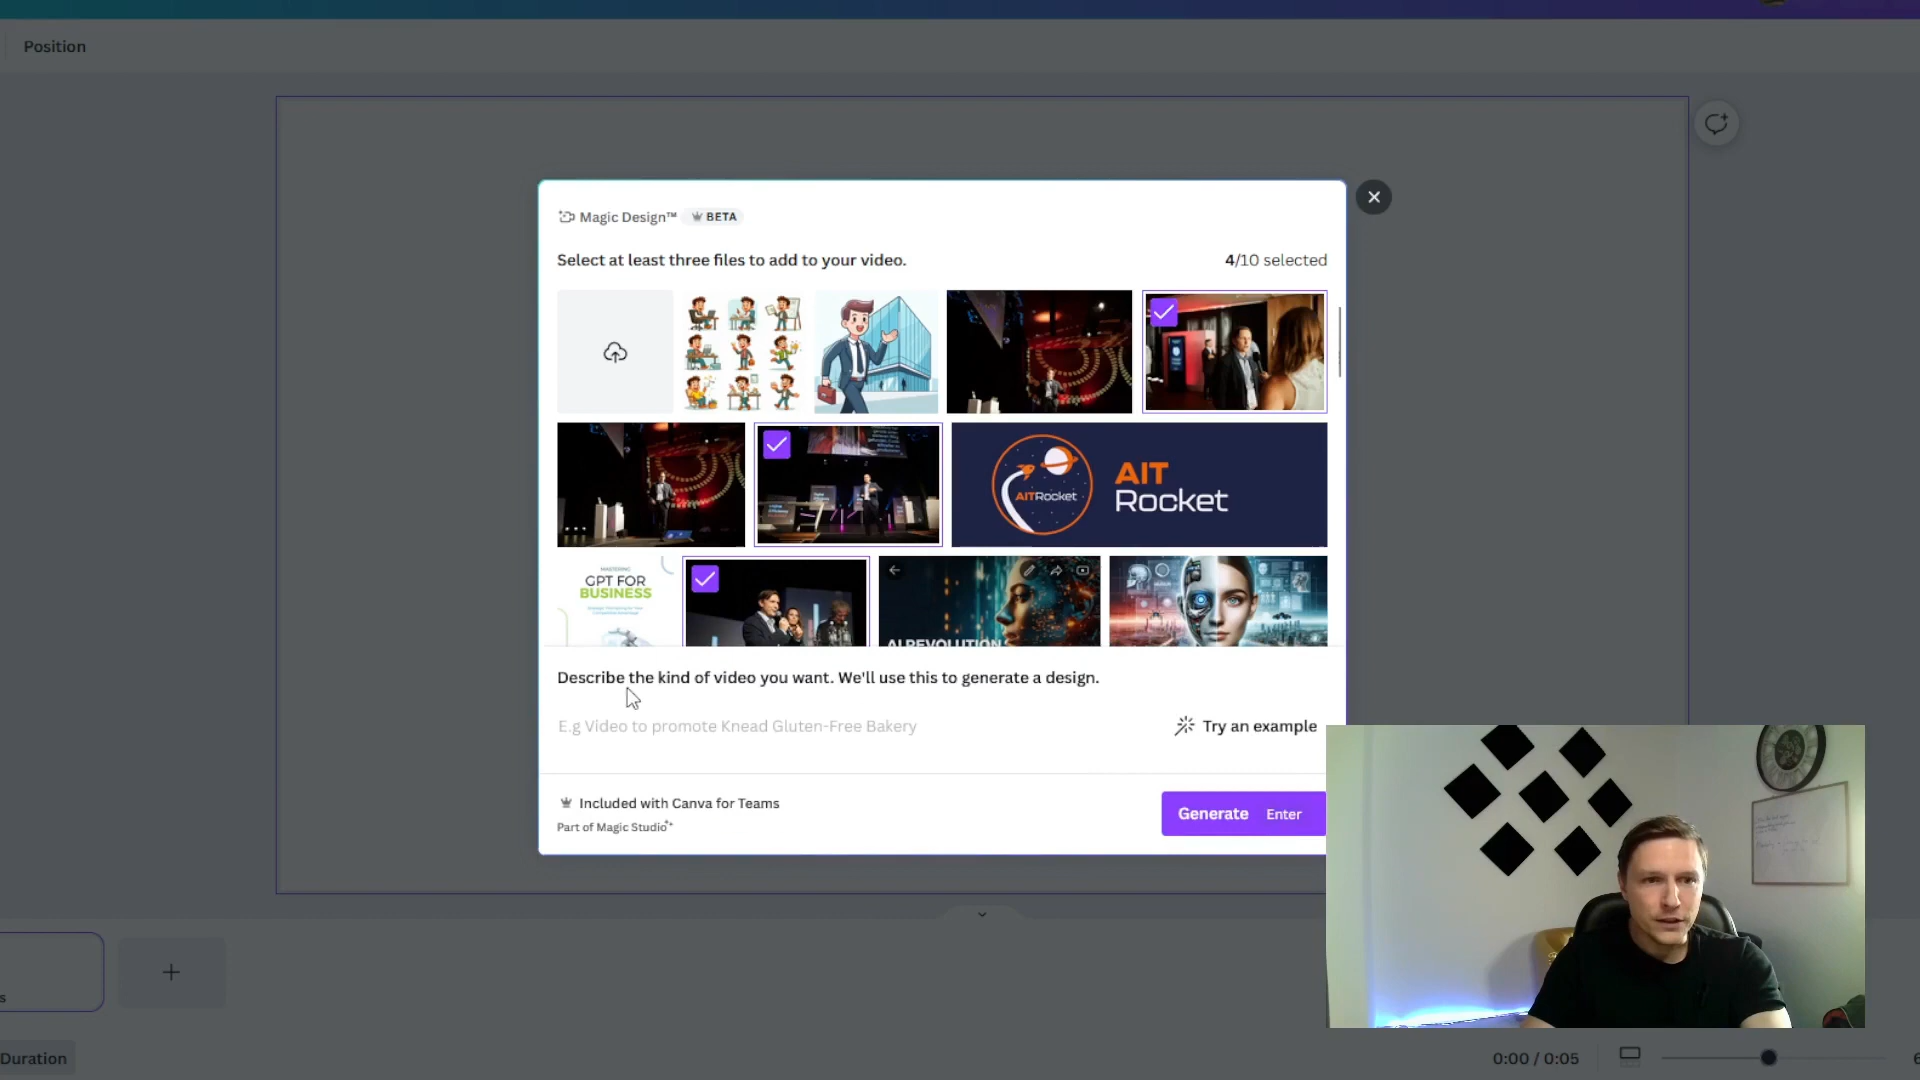 Position
Magic Design™ BETA
Select at least three files to add to your video.
4/10 selected
AITRocket
AIT
Rocket
MASTERING
GPT FOR
BUSINESS
AI REVOLUTION:
Describe the kind of video you want. We'll use this to generate a design.
E.g Video to promote Knead Gluten-Free Bakery
Try an example
Included with Canva for Teams
Part of Magic Studio
Generate Enter
s
Duration
0:00 / 0:05